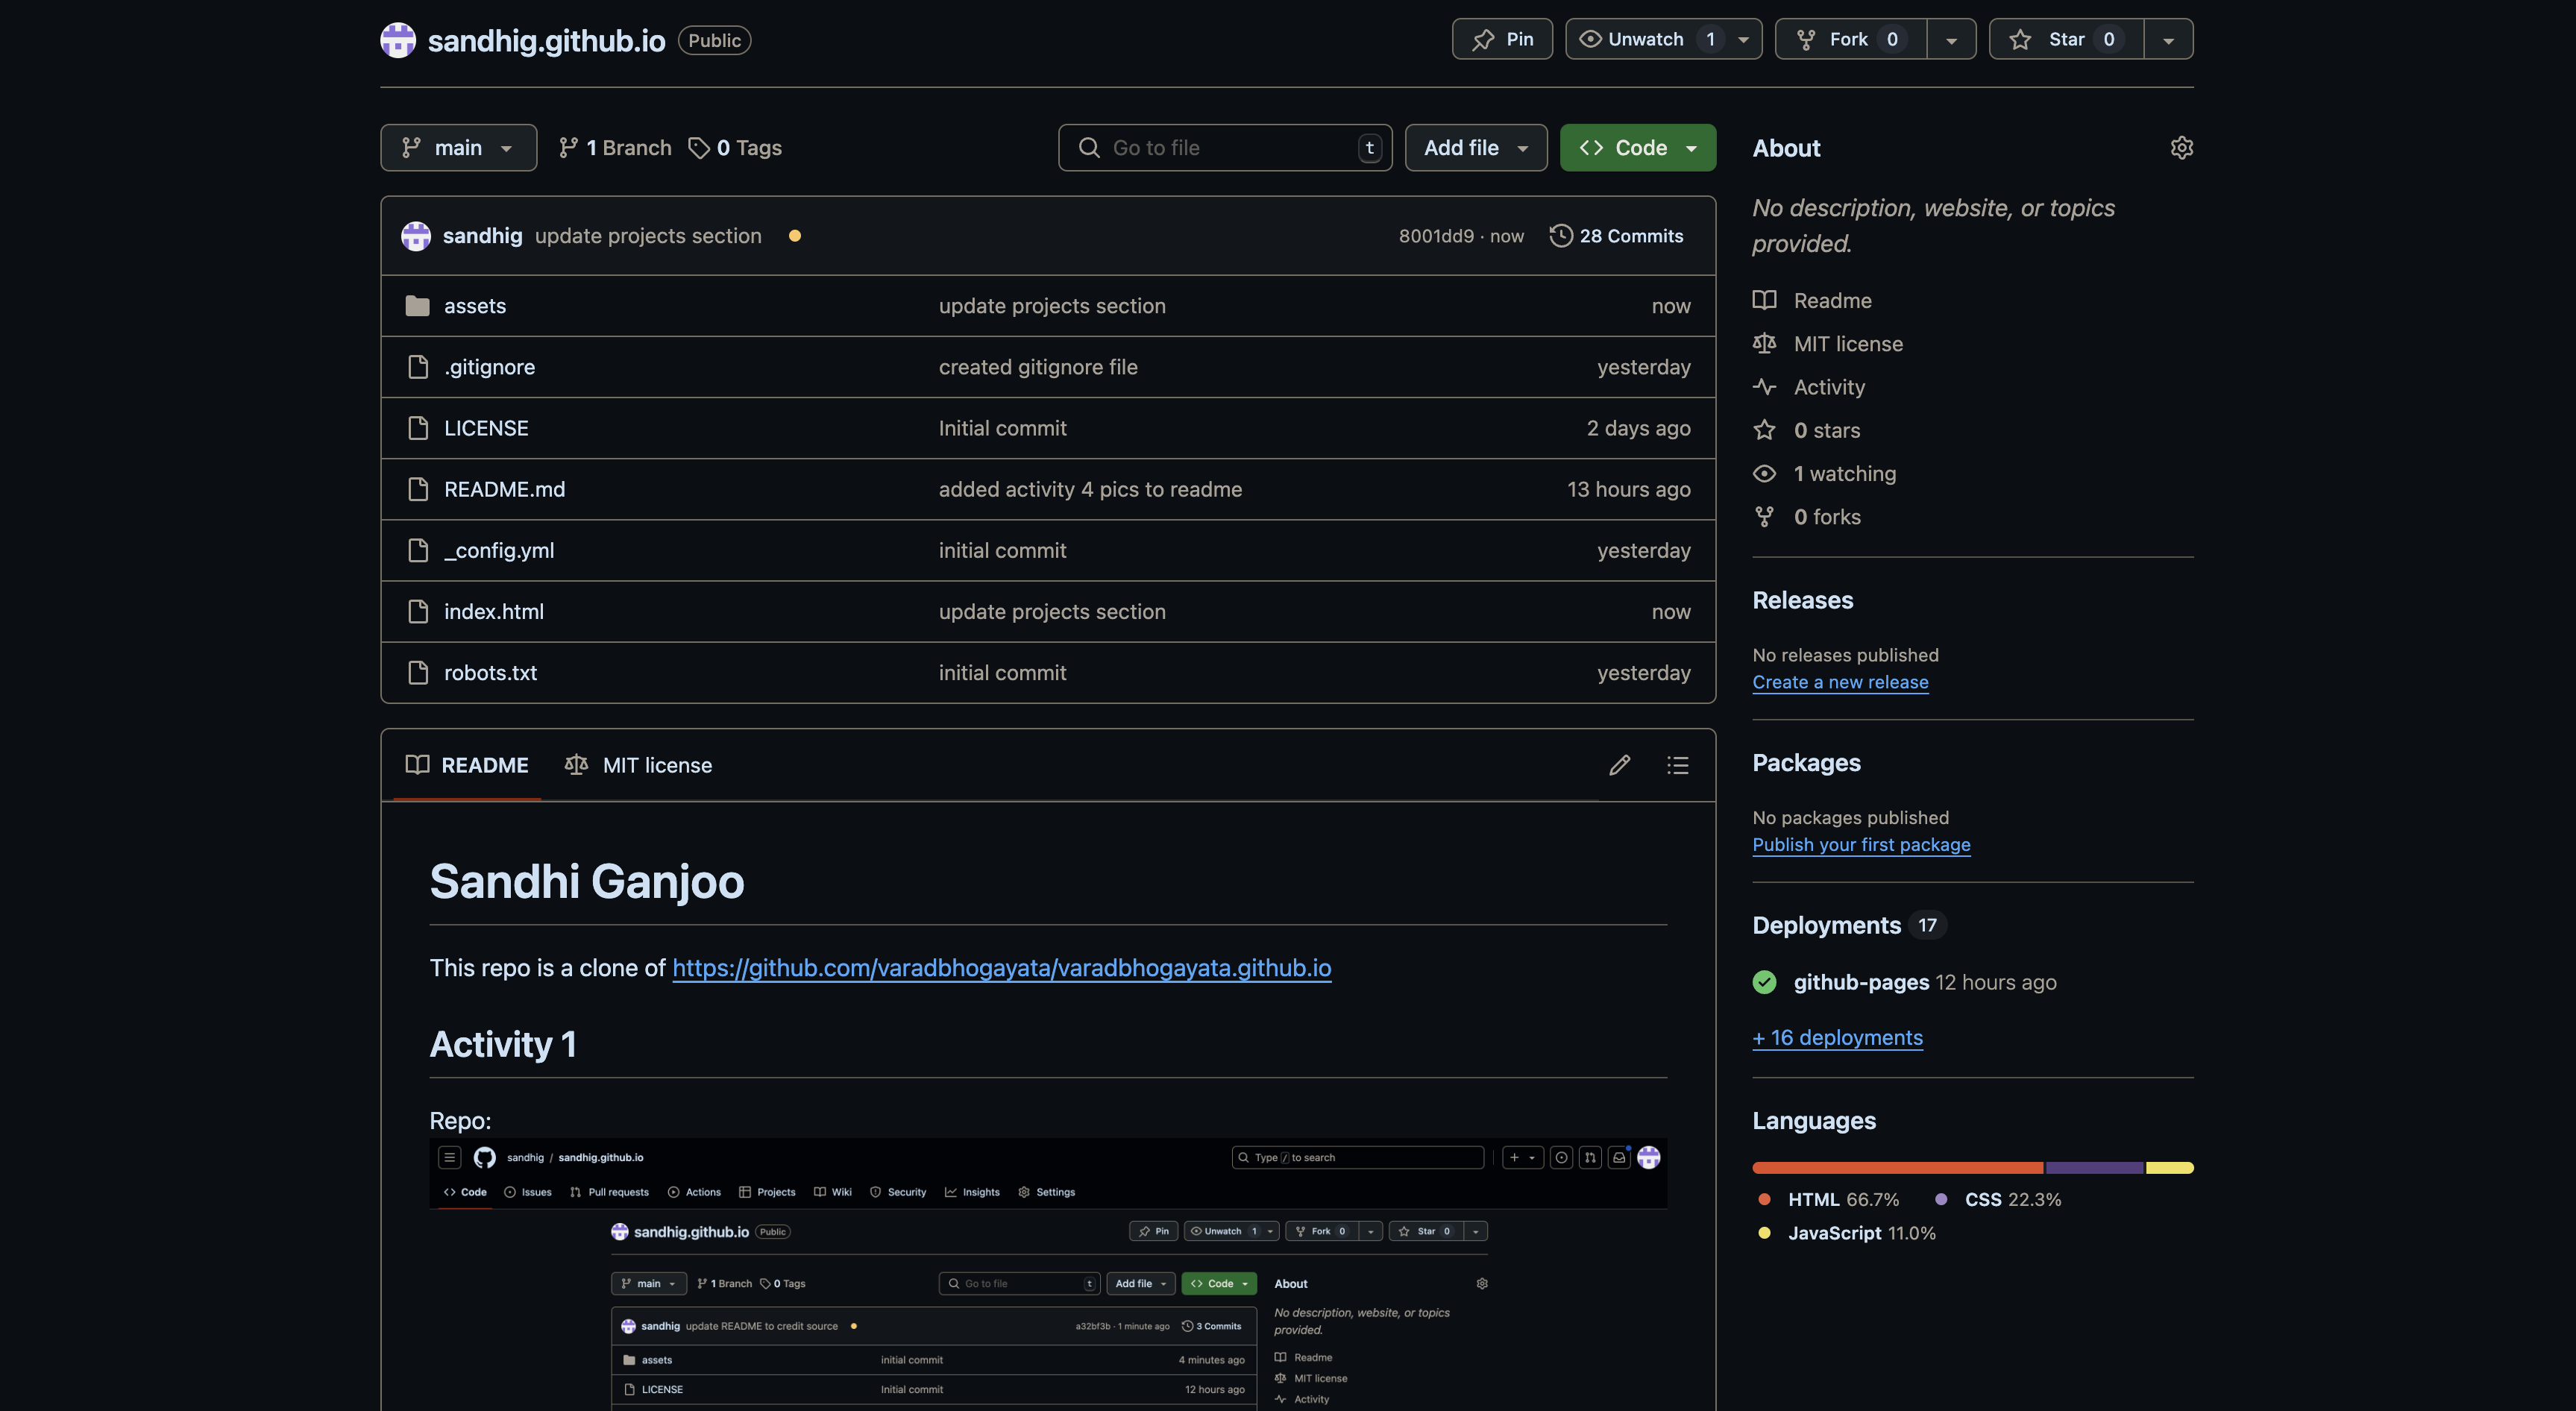 sandhig.github.io Public Pin Unwatch 1 Fork 0 Star 0
main 1 Branch 0 Tags Go to file t Add file Code
sandhig update projects section 8001dd9 · now 28 Commits
assets update projects section now
.gitignore created gitignore file yesterday
LICENSE Initial commit 2 days ago
README.md added activity 4 pics to readme 13 hours ago
_config.yml initial commit yesterday
index.html update projects section now
robots.txt initial commit yesterday
README MIT license
Sandhi Ganjoo
This repo is a clone of https://github.com/varadbhogayata/varadbhogayata.github.io
Activity 1
Repo:
sandhig / sandhig.github.io Type / to search
Code Issues Pull requests Actions Projects Wiki Security Insights Settings
sandhig.github.io Public Pin Unwatch 1 Fork 0 Star 0
main 1 Branch 0 Tags Go to file t Add file Code About
sandhig update README to credit source a32bf3b · 1 minute ago 3 Commits
assets initial commit 4 minutes ago
LICENSE Initial commit 12 hours ago
No description, website, or topics
provided.
Readme
MIT license
Activity
About
No description, website, or topics
provided.
Readme
MIT license
Activity
0 stars
1 watching
0 forks
Releases
No releases published
Create a new release
Packages
No packages published
Publish your first package
Deployments 17
github-pages 12 hours ago
+ 16 deployments
Languages
HTML 66.7% CSS 22.3%
JavaScript 11.0%